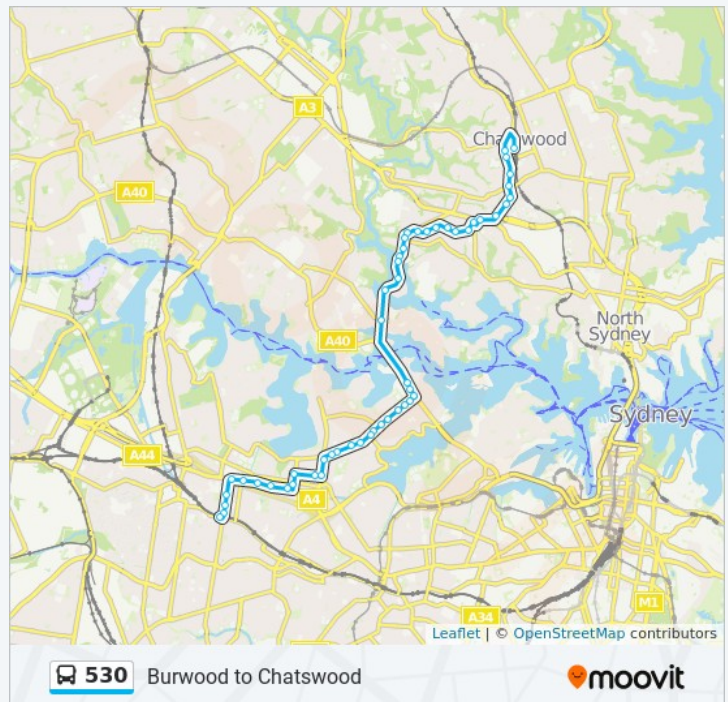 A3
Chatswood
A40
North
Sydney
A40
Sydney
A44
A4
M1
A34
Leaflet | © OpenStreetMap contributors
530 Burwood to Chatswood
moovit